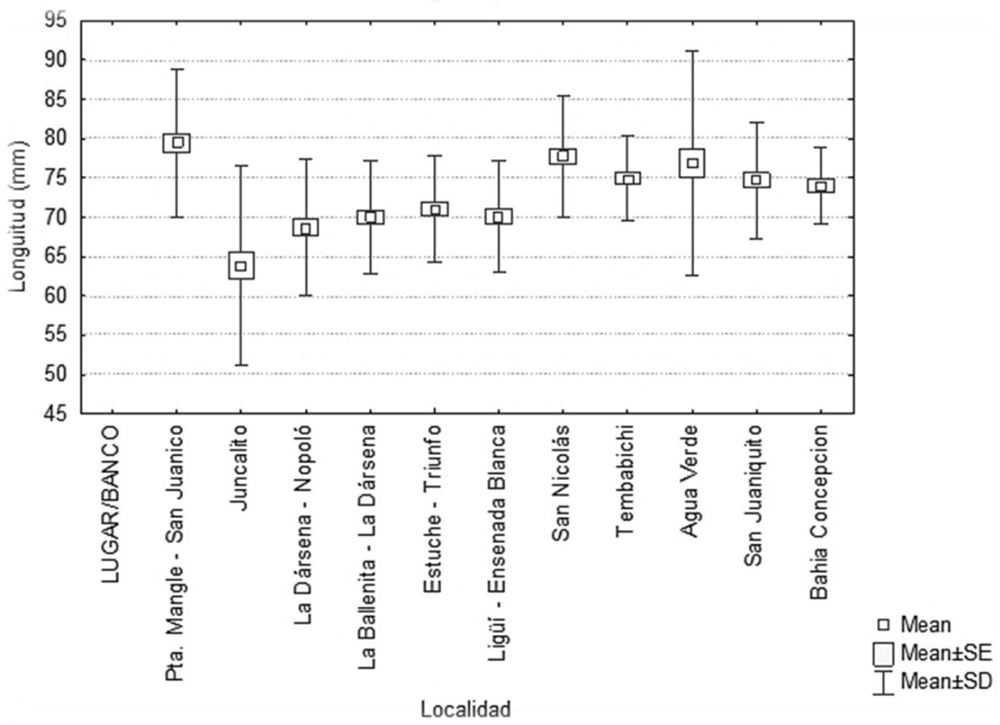 95
90
85
80
75
70
65
60
55
50
45
Longuitud (mm)
LUGAR/BANCO
Pta. Mangle - San Juanico
Juncalito
La Dársena - Nopoló
La Ballenita - La Dársena
Estuche - Triunfo
Ligüí - Ensenada Blanca
San Nicolás
Tembabichi
Agua Verde
San Juaniquito
Bahia Concepcion
Localidad
Mean
Mean±SE
Mean±SD